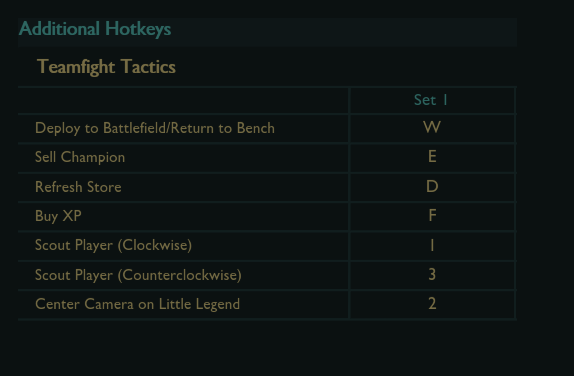 Additional Hotkeys
Teamfight Tactics
Set 1
Deploy to Battlefield/Return to Bench W
Sell Champion E
Refresh Store D
Buy XP F
Scout Player (Clockwise) 1
Scout Player (Counterclockwise) 3
Center Camera on Little Legend 2